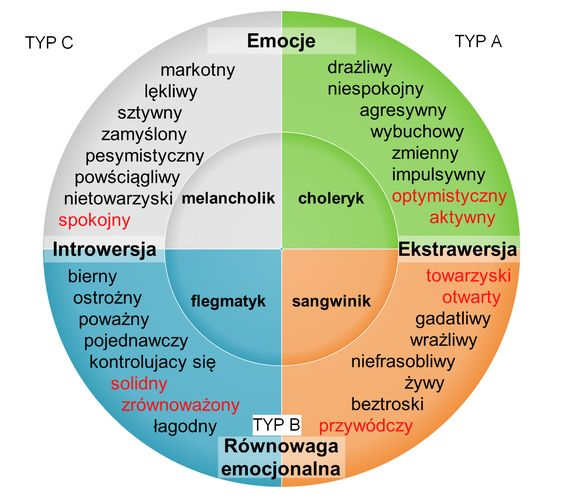 TYP C
Emocje
TYP A
markotny
lękliwy
sztywny
zamyślony
pesymistyczny
powściągliwy
nietowarzyski
spokojny
drażliwy
niespokojny
agresywny
wybuchowy
zmienny
impulsywny
optymistyczny
aktywny
melancholik
choleryk
Introwersja
Ekstrawersja
flegmatyk
sangwinik
bierny
ostrożny
poważny
pojednawczy
kontrolujacy się
solidny
zrównoważony
łagodny
towarzyski
otwarty
gadatliwy
wrażliwy
niefrasobliwy
żywy
beztroski
przywódczy
TYP B
Równowaga
emocjonalna